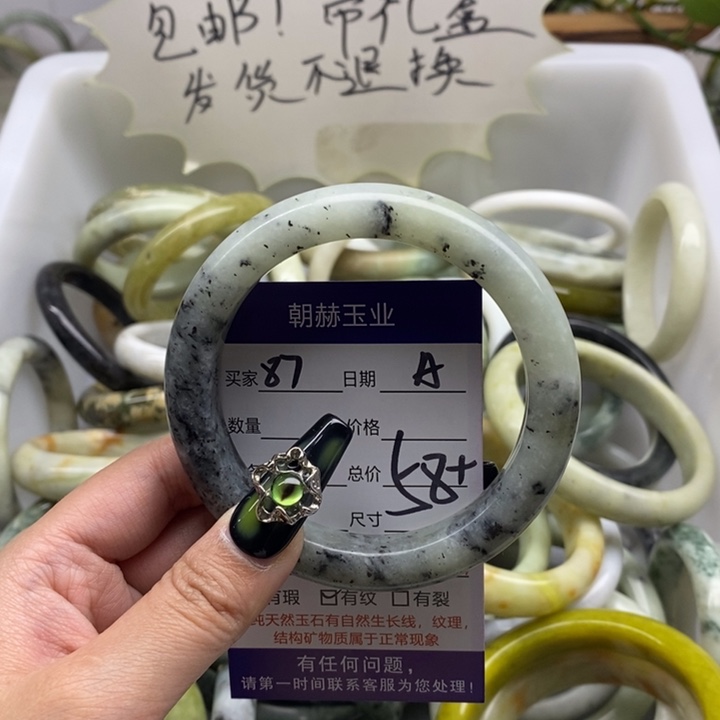 包邮！带礼盒
发货不退换
朝赫玉业
买家 87 日期 A
数量 价格
总价 58+
尺寸
有瑕 ☑有纹 □有裂
纯天然玉石有自然生长线，纹理，
结构矿物质属于正常现象
有任何问题，
请第一时间联系客服为您处理！